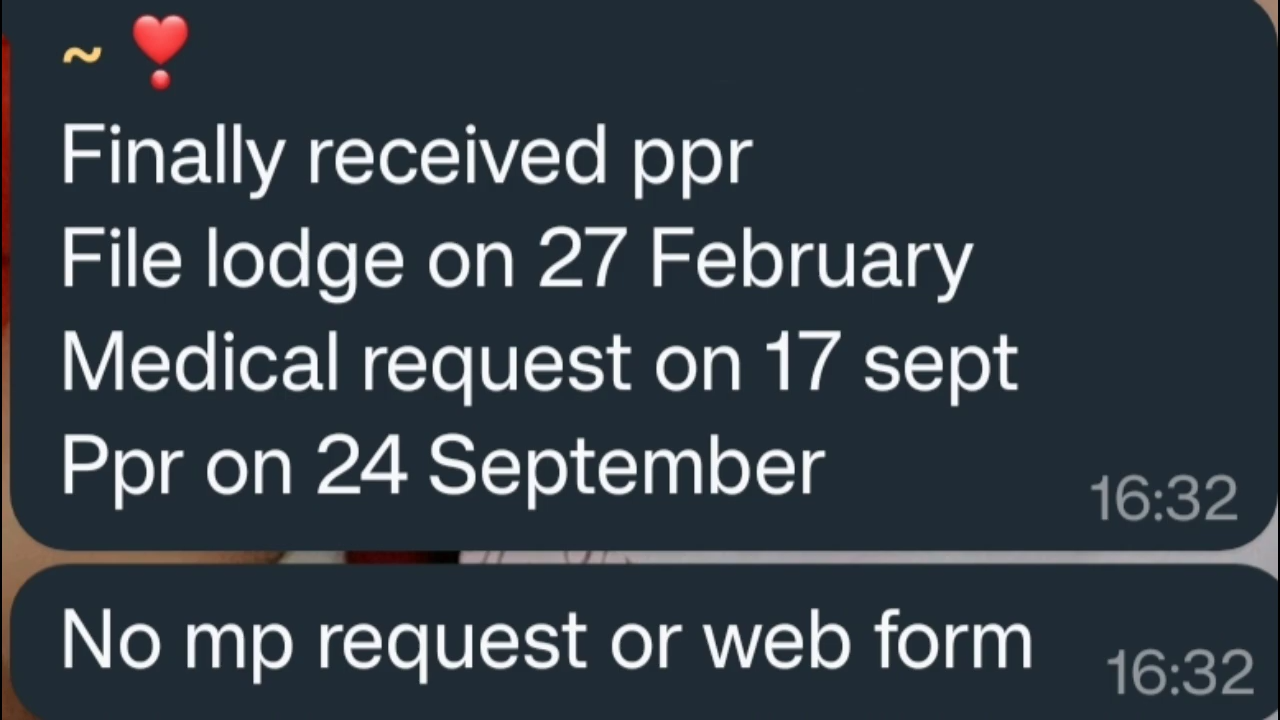 ~ ❣️
Finally received ppr
File lodge on 27 February
Medical request on 17 sept
Ppr on 24 September
16:32
No mp request or web form
16:32